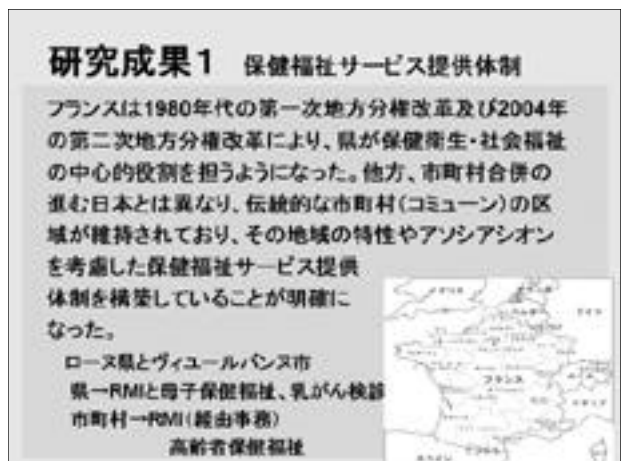 研究成果1 保健福祉サービス提供体制
フランスは1980年代の第一次地方分権改革及び2004年
の第二次地方分権改革により、県が保健衛生・社会福祉
の中心的役割を担うようになった。他方、市町村合併の
進む日本とは異なり、伝統的な市町村(コミューン)の区
域が維持されており、その地域の特性やアソシアシオン
を考慮した保健福祉サービス提供
体制を構築していることが明確に
なった。
ローヌ県とヴィユールバンヌ市
県→RMIと母子保健福祉、乳がん検診
市町村→RMI(経由事務)
高齢者保健福祉
イギリス
ドイツ
フランス